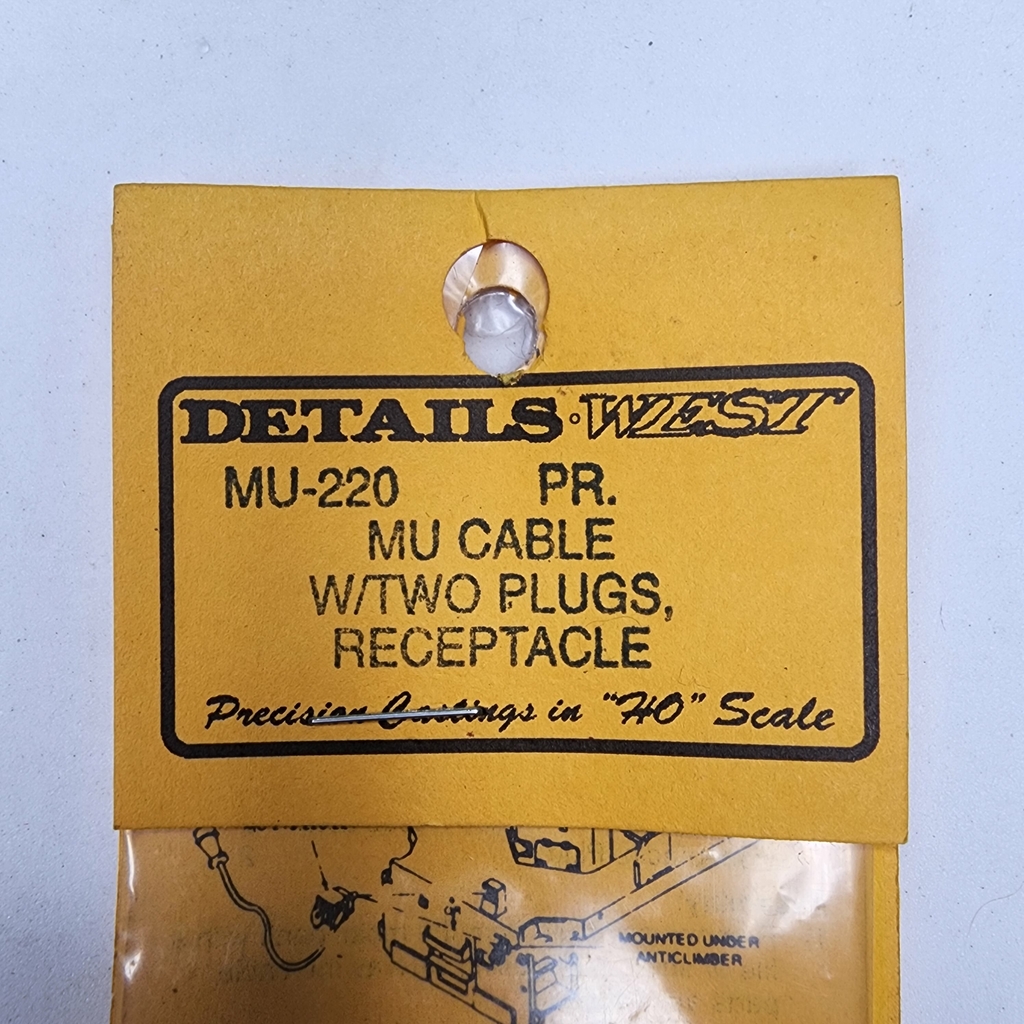 DETAILS·WEST
MU-220 PR.
MU CABLE
W/TWO PLUGS,
RECEPTACLE
Precision Castings in "HO" Scale
MOUNTED UNDER
ANTICLIMBER